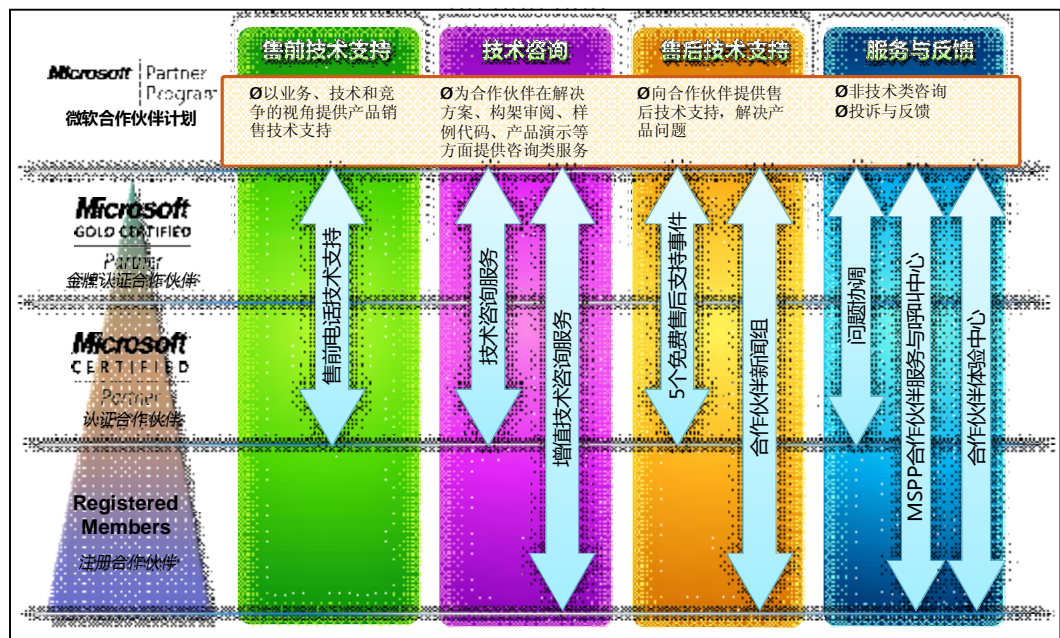 售前技术支持
技术咨询
售后技术支持
服务与反馈
Microsoft
Partner
Program
微软合作伙伴计划
Ø以业务、技术和竞
争的视角提供产品销
售技术支持
Ø为合作伙伴在解决
方案、构架审阅、样
例代码、产品演示等
方面提供咨询类服务
Ø向合作伙伴提供售
后技术支持，解决产
品问题
Ø非技术类咨询
Ø投诉与反馈
Microsoft
GOLD CERTIFIED
Partner
金牌认证合作伙伴
Microsoft
CERTIFIED
Partner
认证合作伙伴
Registered
Members
注册合作伙伴
售前电话技术支持
技术咨询服务
增值技术咨询服务
5个免费售后支持事件
合作伙伴新闻组
问题协调
MSPP合作伙伴服务与呼叫中心
合作伙伴体验中心